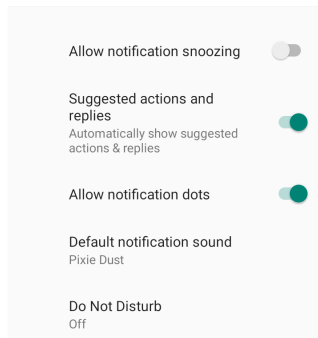 Allow notification snoozing
Suggested actions and
replies
Automatically show suggested
actions & replies
Allow notification dots
Default notification sound
Pixie Dust
Do Not Disturb
Off